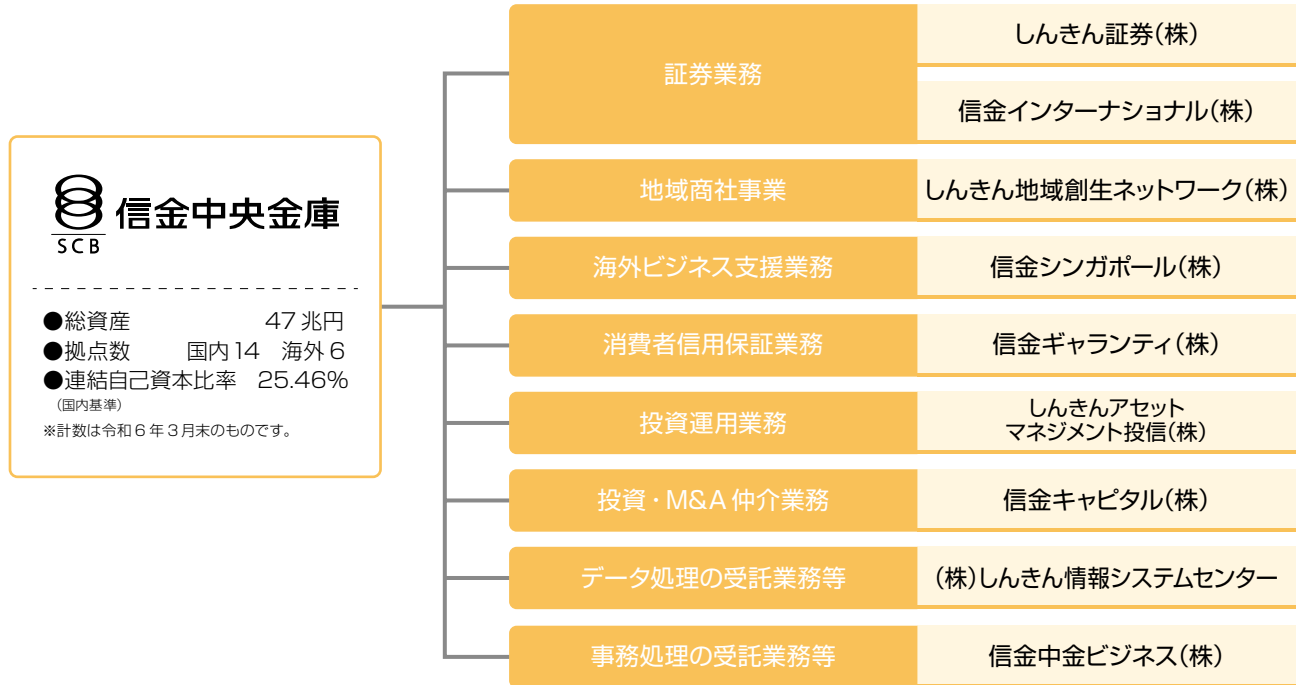 SCB
信金中央金庫
●総資産 47兆円
●拠点数 国内14 海外6
●連結自己資本比率 25.46%
(国内基準)
※計数は令和6年3月末のものです。
証券業務
しんきん証券(株)
信金インターナショナル(株)
地域商社事業
しんきん地域創生ネットワーク(株)
海外ビジネス支援業務
信金シンガポール(株)
消費者信用保証業務
信金ギャランティ(株)
投資運用業務
しんきんアセット
マネジメント投信(株)
投資・M&A仲介業務
信金キャピタル(株)
データ処理の受託業務等
(株)しんきん情報システムセンター
事務処理の受託業務等
信金中金ビジネス(株)